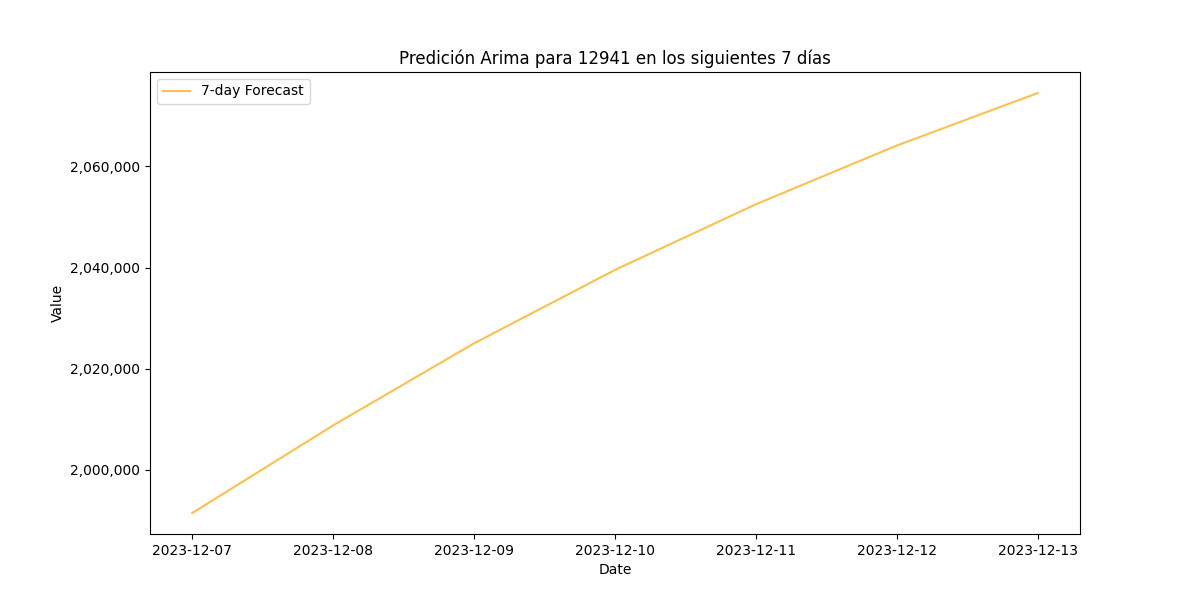 Predición Arima para 12941 en los siguientes 7 días
7-day Forecast
Value
2,060,000
2,040,000
2,020,000
2,000,000
2023-12-07 2023-12-08 2023-12-09 2023-12-10 2023-12-11 2023-12-12 2023-12-13
Date